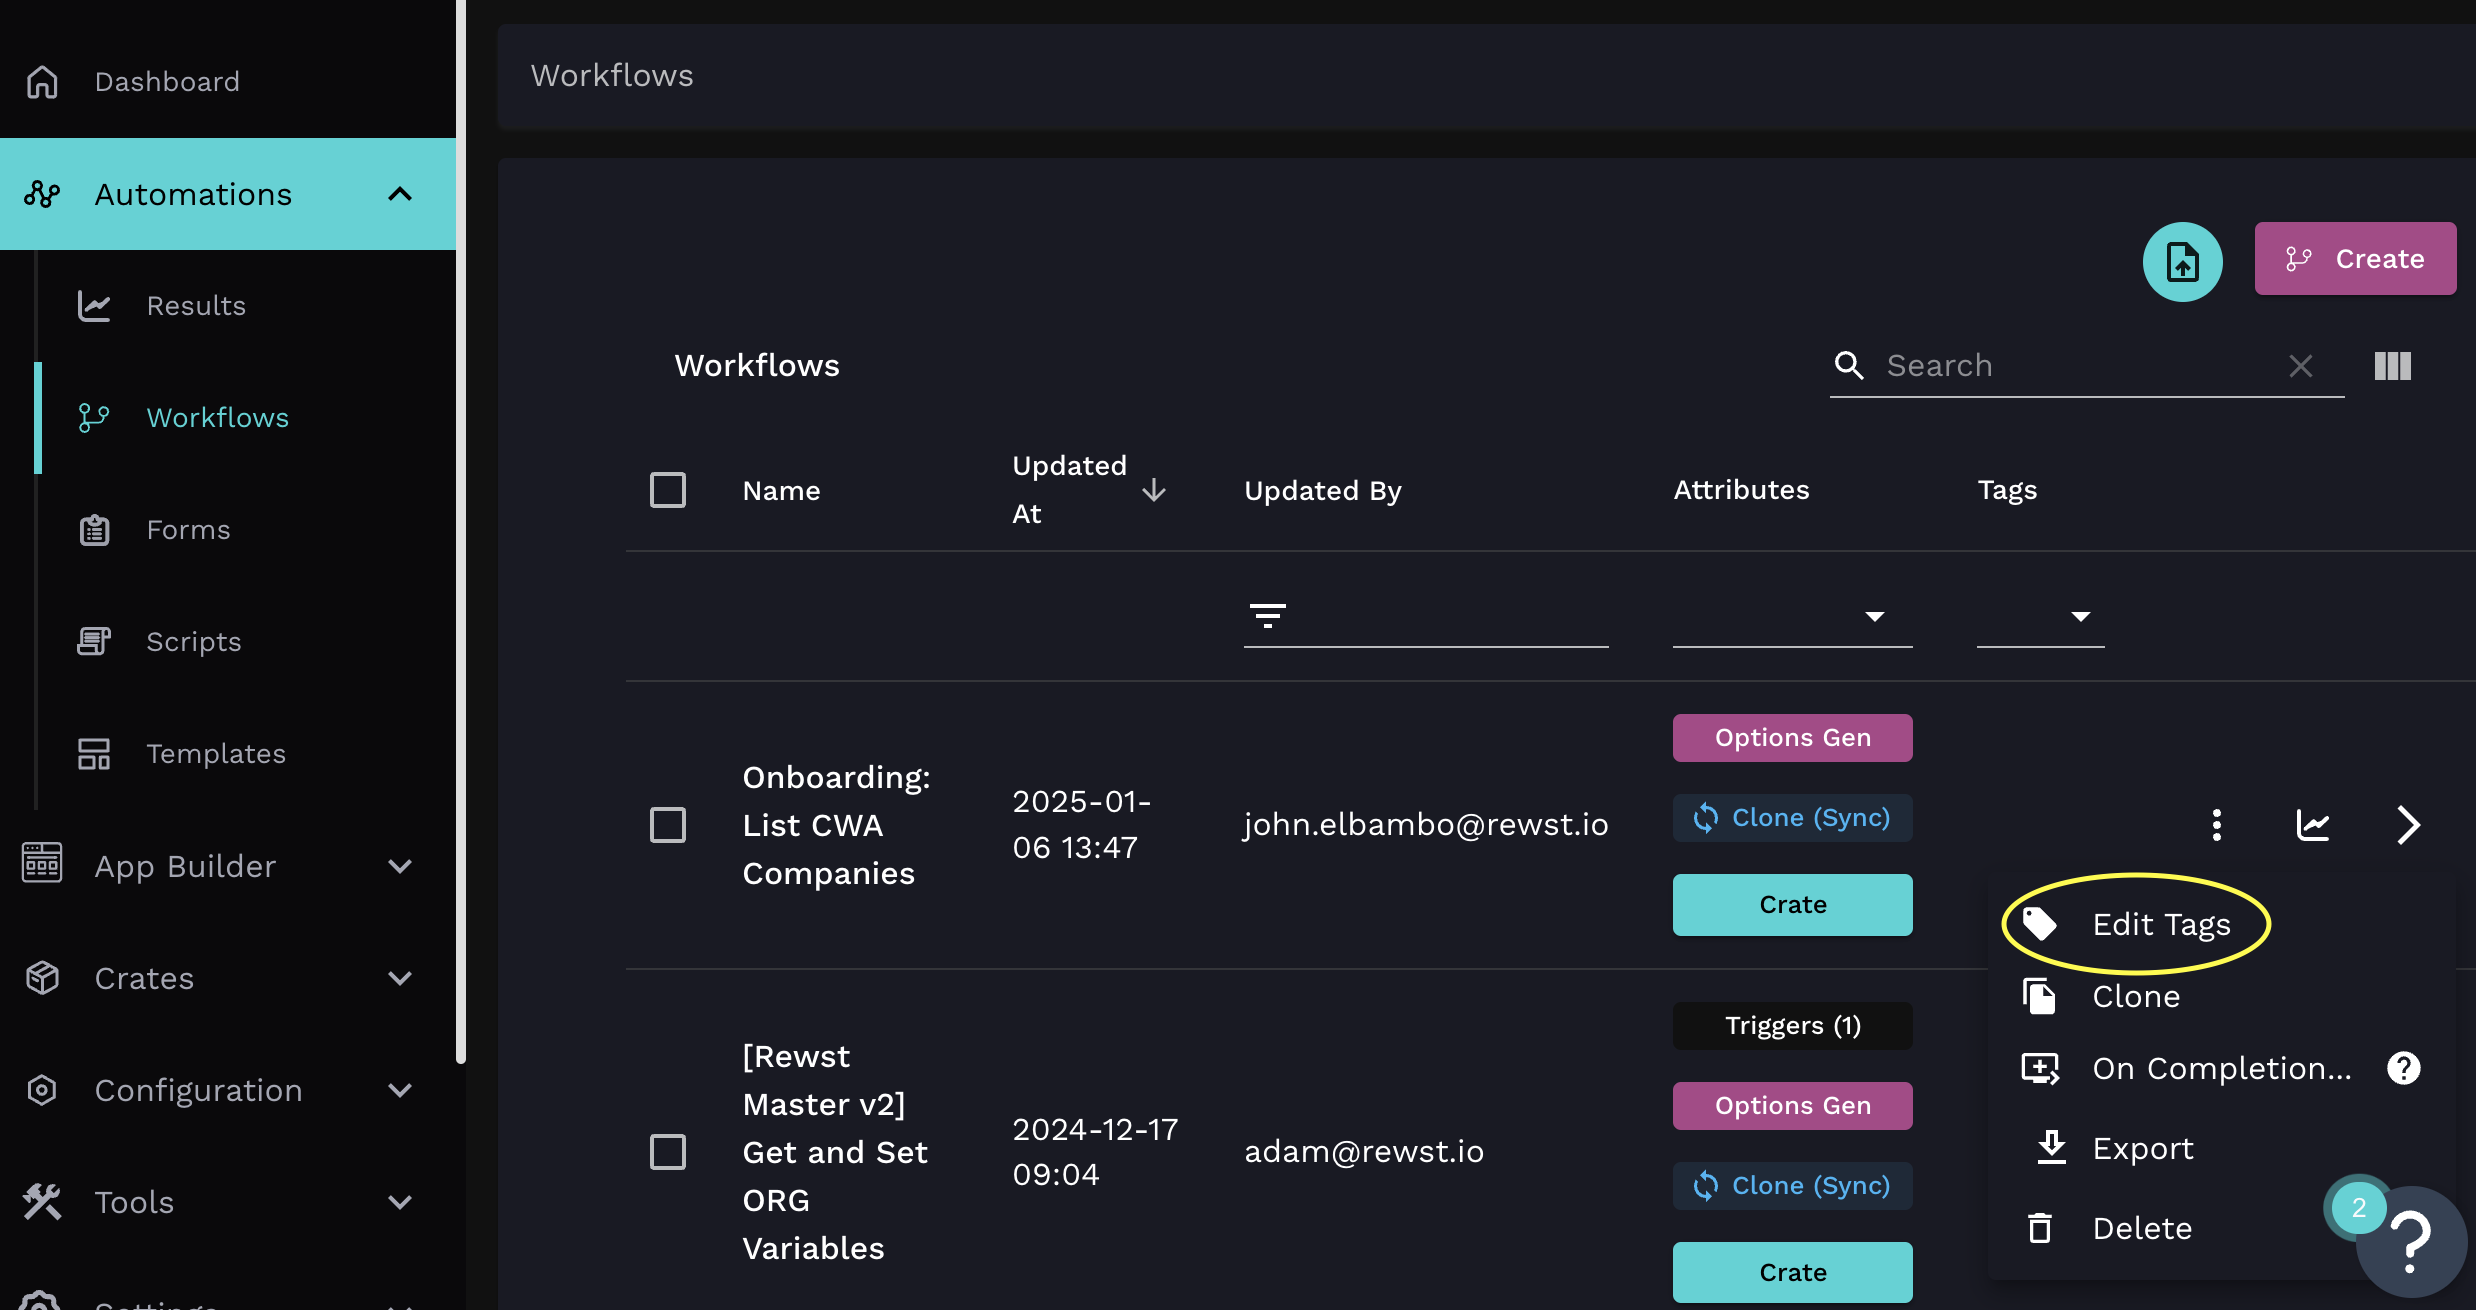 Dashboard
Automations
Results
Workflows
Forms
Scripts
Templates
App Builder
Crates
Configuration
Tools
Settings
Workflows
Create
Workflows
Search
Name
Updated
At
Updated By
Attributes
Tags
Onboarding:
List CWA
Companies
2025-01-
06 13:47
john.elbambo@rewst.io
Options Gen
Clone (Sync)
Crate
[Rewst
Master v2]
Get and Set
ORG
Variables
2024-12-17
09:04
adam@rewst.io
Triggers (1)
Options Gen
Clone (Sync)
Crate
Edit Tags
Clone
On Completion...
?
Export
Delete
2
?